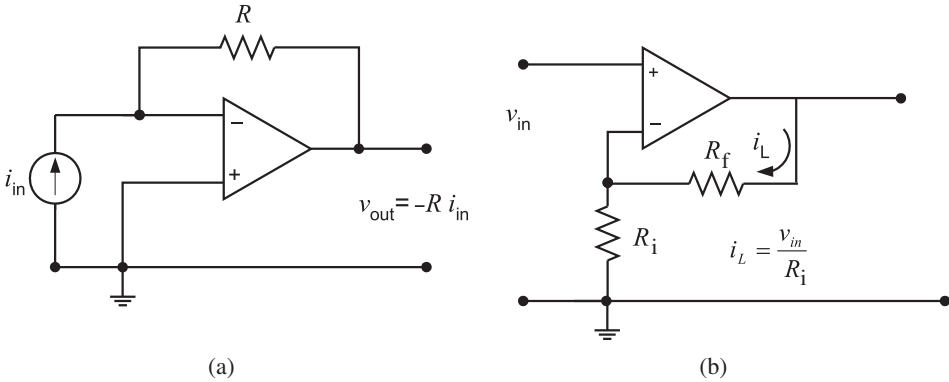 R
i_in
−
+
v_out = −R i_in
(a)
v_in
+
−
R_f
i_L
R_i
i_L = v_in / R_i
(b)